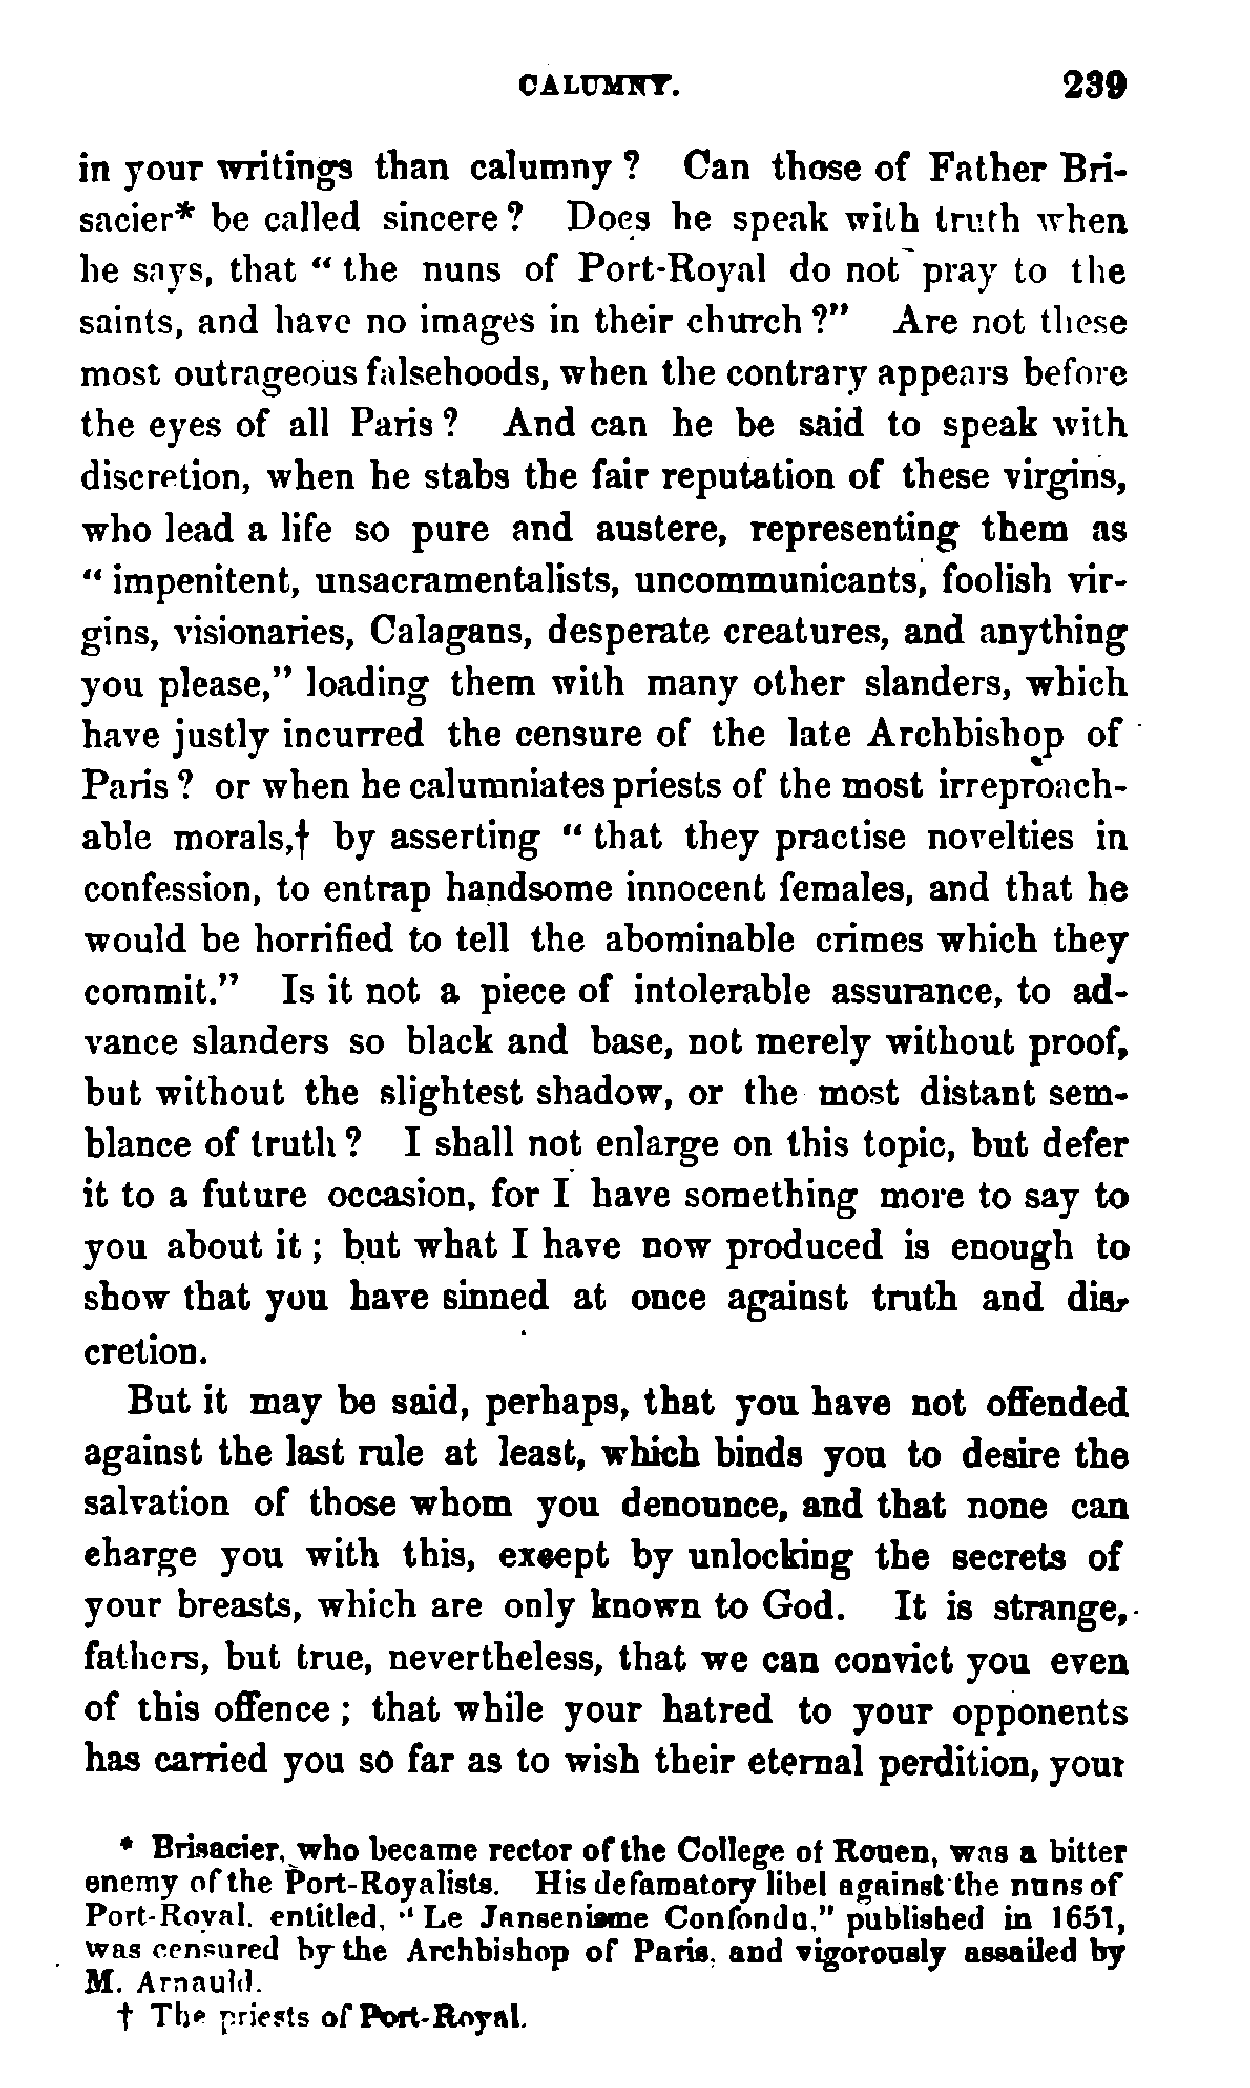 CALUMNY. 239
in your writings than calumny ? Can those of Father Bri-
sacier* be called sincere ? Does he speak with truth when
he says, that " the nuns of Port-Royal do not pray to the
saints, and have no images in their church ?" Are not these
most outrageous falsehoods, when the contrary appears before
the eyes of all Paris ? And can he be said to speak with
discretion, when he stabs the fair reputation of these virgins,
who lead a life so pure and austere, representing them as
" impenitent, unsacramentalists, uncommunicants, foolish vir-
gins, visionaries, Calagans, desperate creatures, and anything
you please," loading them with many other slanders, which
have justly incurred the censure of the late Archbishop of
Paris ? or when he calumniates priests of the most irreproach-
able morals,† by asserting " that they practise novelties in
confession, to entrap handsome innocent females, and that he
would be horrified to tell the abominable crimes which they
commit." Is it not a piece of intolerable assurance, to ad-
vance slanders so black and base, not merely without proof,
but without the slightest shadow, or the most distant sem-
blance of truth ? I shall not enlarge on this topic, but defer
it to a future occasion, for I have something more to say to
you about it ; but what I have now produced is enough to
show that you have sinned at once against truth and dis-
cretion.
But it may be said, perhaps, that you have not offended
against the last rule at least, which binds you to desire the
salvation of those whom you denounce, and that none can
charge you with this, except by unlocking the secrets of
your breasts, which are only known to God. It is strange,
fathers, but true, nevertheless, that we can convict you even
of this offence ; that while your hatred to your opponents
has carried you so far as to wish their eternal perdition, your
* Brisacier, who became rector of the College of Rouen, was a bitter
enemy of the Port-Royalists. His defamatory libel against the nuns of
Port-Royal. entitled, " Le Jansenisme Confondu," published in 1651,
was censured by the Archbishop of Paris, and vigorously assailed by
M. Arnauld.
† The priests of Port-Royal.